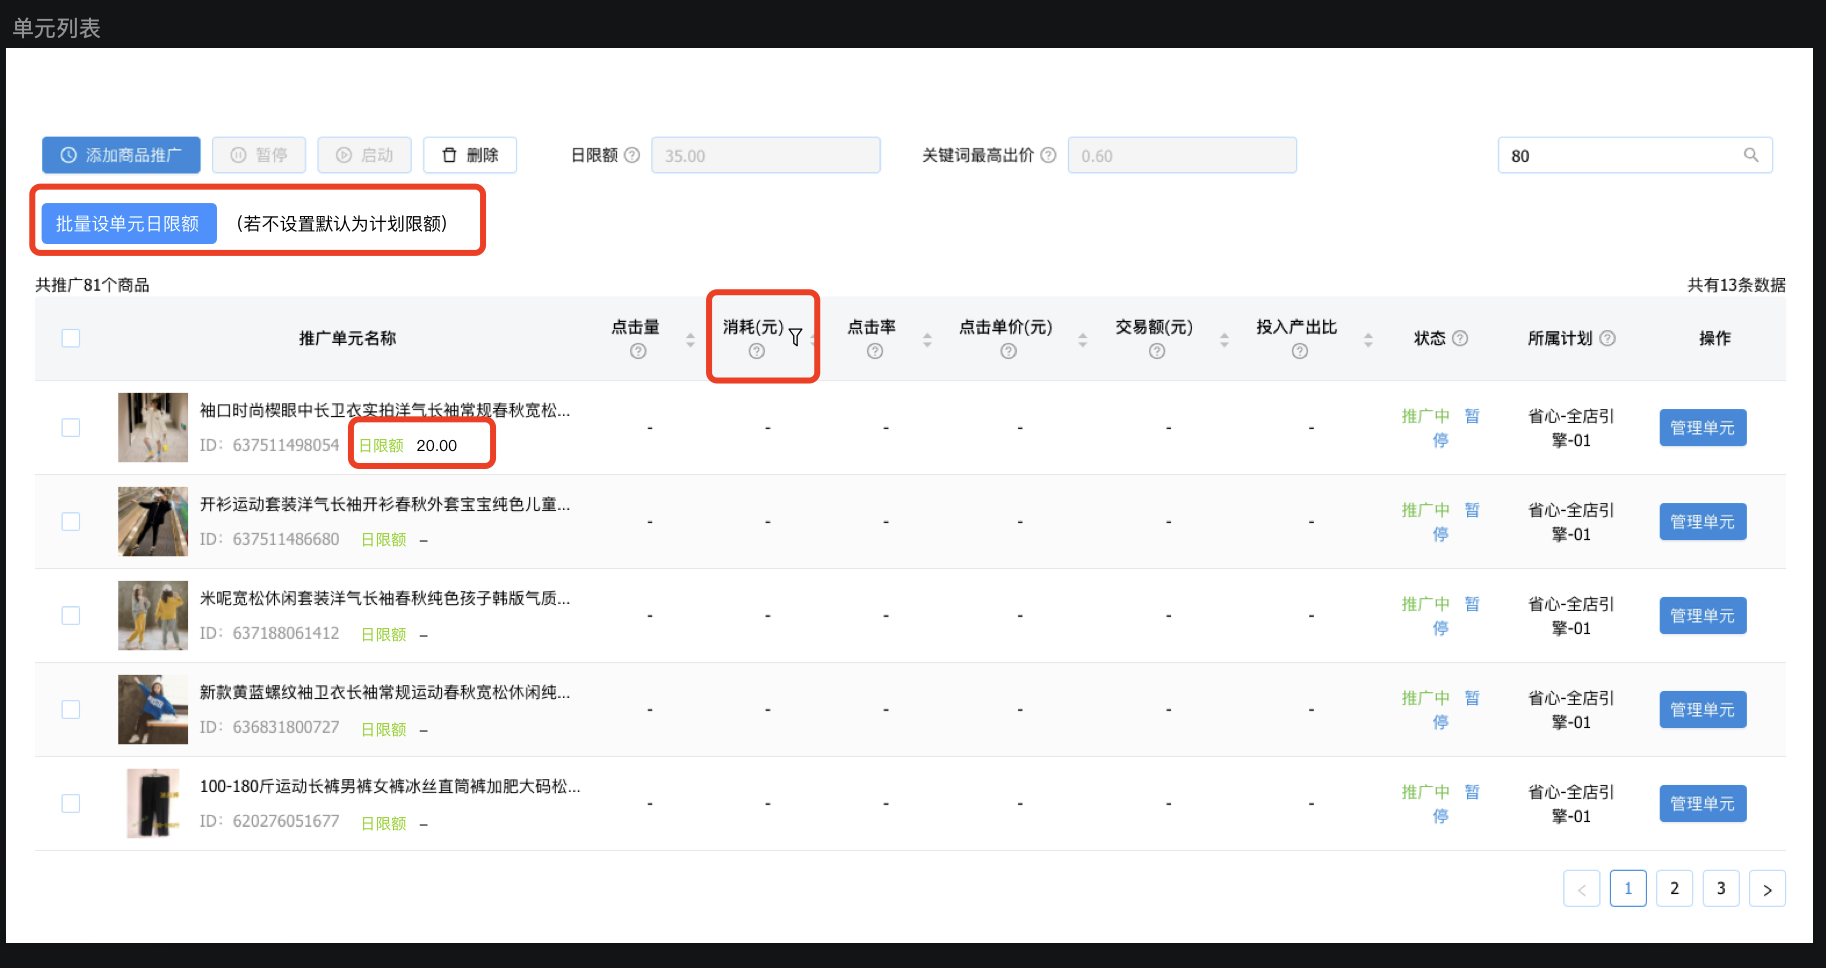 单元列表
添加商品推广 暂停 启动 删除 日限额 35.00 关键词最高出价 0.60 80
批量设单元日限额 (若不设置默认为计划限额)
共推广81个商品 共有13条数据
推广单元名称 点击量 消耗(元) 点击率 点击单价(元) 交易额(元) 投入产出比 状态 所属计划 操作
袖口时尚楔眼中长卫衣实拍洋气长袖常规春秋宽松...
ID: 637511498054 日限额 20.00
- - - - - -
推广中 暂停
省心-全店引擎-01
管理单元
开衫运动套装洋气长袖开衫春秋外套宝宝纯色儿童...
ID: 637511486680 日限额 –
- - - - - -
推广中 暂停
省心-全店引擎-01
管理单元
米呢宽松休闲套装洋气长袖春秋纯色孩子韩版气质...
ID: 637188061412 日限额 –
- - - - - -
推广中 暂停
省心-全店引擎-01
管理单元
新款黄蓝螺纹袖卫衣长袖常规运动春秋宽松休闲纯...
ID: 636831800727 日限额 –
- - - - - -
推广中 暂停
省心-全店引擎-01
管理单元
100-180斤运动长裤男裤女裤冰丝直筒裤加肥大码松...
ID: 620276051677 日限额 –
- - - - - -
推广中 暂停
省心-全店引擎-01
管理单元
< 1 2 3 >